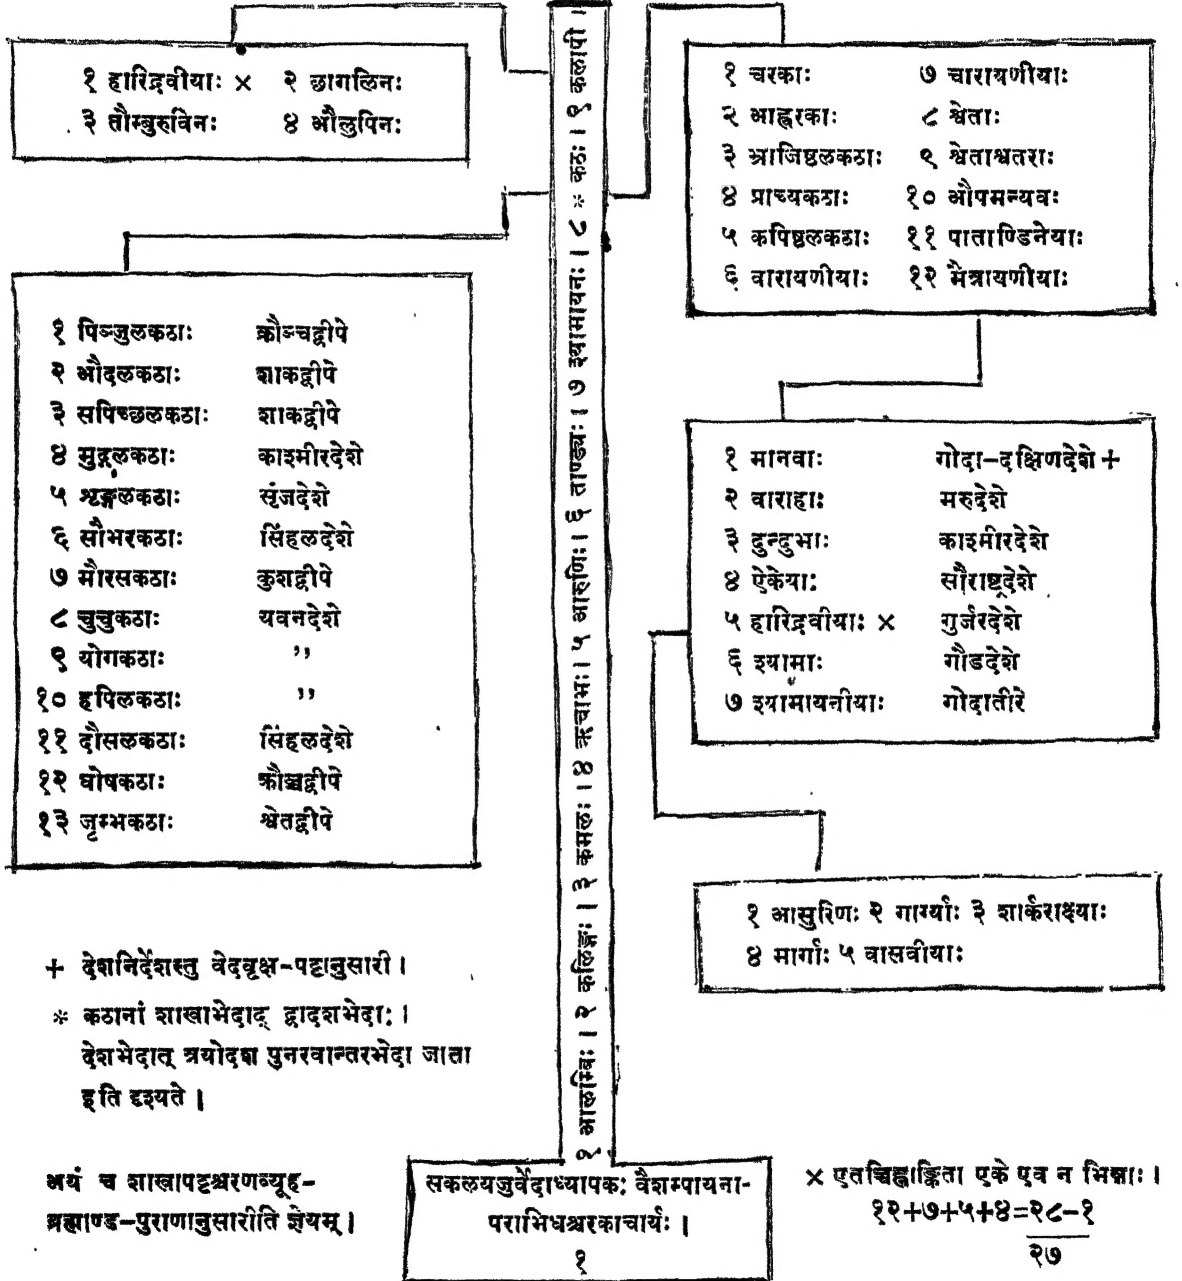 १ हारिद्रवीयाः × २ छागलिनः
३ तौम्बुरुविनः ४ औलुपिनः
१ चरकाः ७ चारायणीयाः
२ आह्वरकाः ८ श्वेताः
३ भ्राजिष्ठलकठाः ९ श्वेताश्वतराः
४ प्राच्यकठाः १० औपमन्यवः
५ कपिष्ठलकठाः ११ पाताण्डिनेयाः
६ वारायणीयाः १२ मैत्रायणीयाः
१ पिञ्जुलकठाः क्रौञ्चद्वीपे
२ औदलकठाः शाकद्वीपे
३ सपिच्छलकठाः शाकद्वीपे
४ मुद्गलकठाः काश्मीरदेशे
५ शृङ्गलकठाः सृंजदेशे
६ सौभरकठाः सिंहलदेशे
७ मौरसकठाः कुशद्वीपे
८ चुचुकठाः यवनदेशे
९ योगकठाः ,,
१० हपिलकठाः ,,
११ दौसलकठाः सिंहलदेशे
१२ घोषकठाः क्रौञ्चद्वीपे
१३ जृम्भकठाः श्वेतद्वीपे
१ मानवाः गोदा-दक्षिणदेशे +
२ वाराहाः मरुदेशे
३ दुन्दुभाः काश्मीरदेशे
४ ऐकेयाः सौराष्ट्रदेशे
५ हारिद्रवीयाः × गुर्जरदेशे
६ श्यामाः गौडदेशे
७ श्यामायनीयाः गोदातीरे
१ आसुरिणः २ गार्ग्याः ३ शार्कराक्ष्याः
४ मार्गाः ५ वासवीयाः
१ आलम्विः । २ कलिङ्गः । ३ कमलः । ४ ऋचाभः । ५ आरुणिः । ६ ताण्ड्यः । ७ श्यामायनः । ८ * कठः । ९ कलापी ।
+ देशनिर्देशस्तु वेदवृक्ष-पट्टानुसारी ।
* कठानां शाखाभेदाद् द्वादशभेदाः ।
देशभेदात् त्रयोदश पुनरवान्तरभेदा जाता
इति दृश्यते ।
अयं च शाखापट्टश्चरणव्यूह-
ब्रह्माण्ड-पुराणानुसारीति ज्ञेयम् ।
सकलयजुर्वेदाध्यापकः वैशम्पायना-
पराभिधश्चरकाचार्यः ।
१
× एतच्चिह्नाङ्किता एके एव न भिन्नाः ।
१२+७+५+४=२८-१
२७